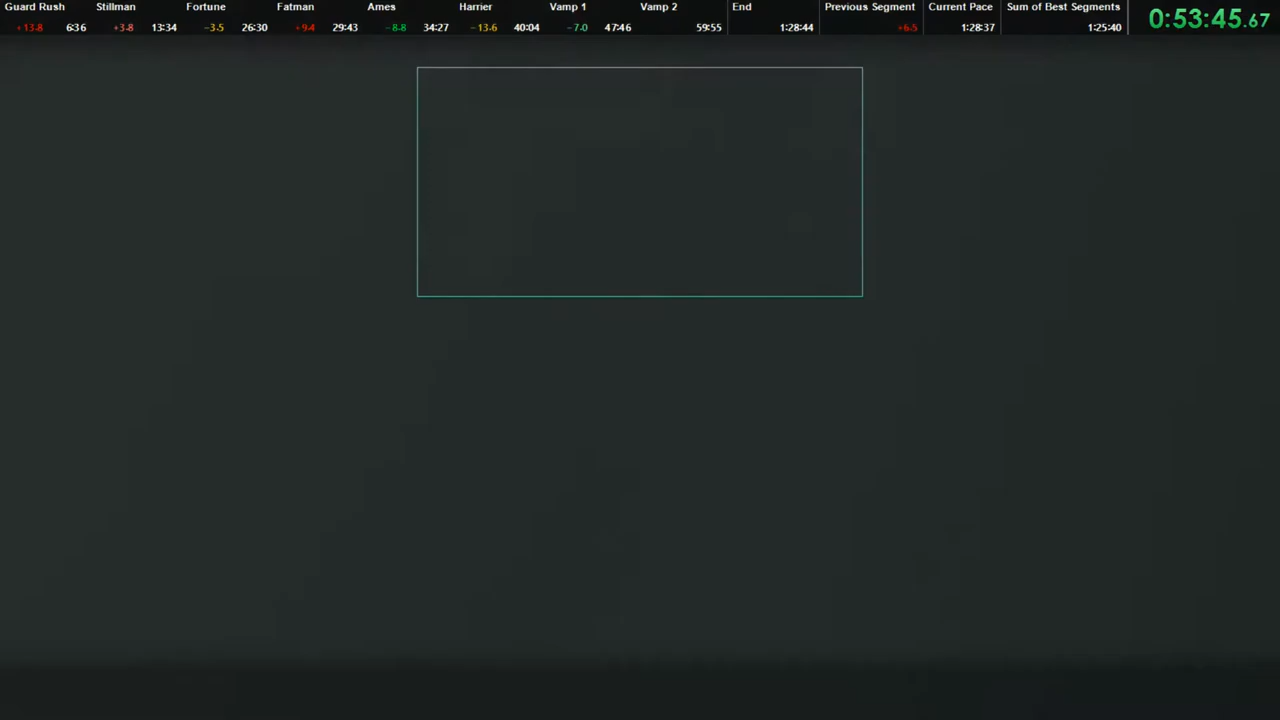 Guard Rush Stillman Fortune Fatman Ames Harrier Vamp 1 Vamp 2 End Previous Segment Current Pace Sum of Best Segments
+13.8 6:36 +3.8 13:34 −3.5 26:30 +9.4 29:43 −8.8 34:27 −13.6 40:04 −7.0 47:46 59:55 1:28:44 +6.5 1:28:37 1:25:40
0:53:45.67